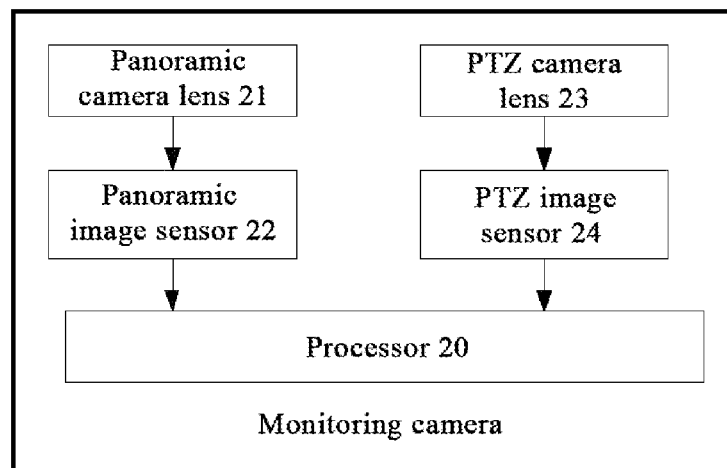 Panoramic
camera lens 21
PTZ camera
lens 23
Panoramic
image sensor 22
PTZ image
sensor 24
Processor 20
Monitoring camera